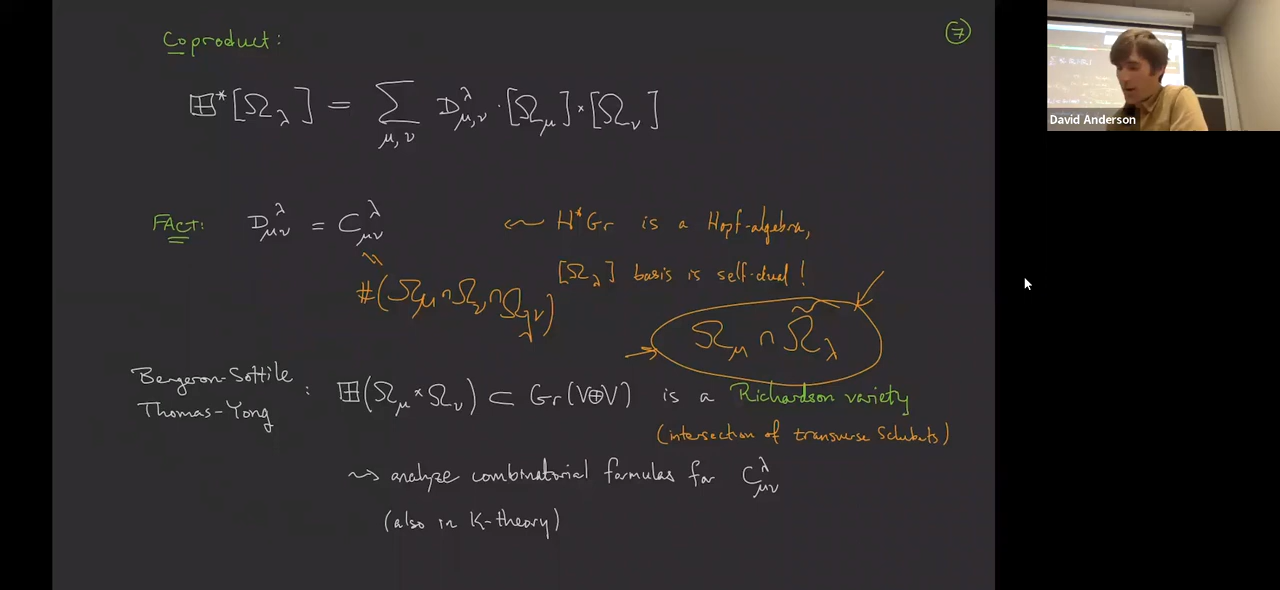 Coproduct:
⑦
⊞*[Ω_λ] = ∑_{μ,ν} D^λ_{μ,ν} · [Ω_μ] × [Ω_ν]
David Anderson
FACT: D^λ_{μν} = C^λ_{μν} ⟵ H*Gr is a Hopf-algebra,
[Ω_λ] basis is self-dual!
#(Ω_μ ∩ Ω_ν ∩ Ω_{λ^∨})
Ω_μ ∩ Ω̃_λ
Bergeron-Sottile
Thomas-Yong : ⊞(Ω_μ × Ω_ν) ⊂ Gr(V⊕V) is a Richardson variety
(intersection of transverse Schuberts)
⇝ analyze combinatorial formulas for C^λ_{μν}
(also in K-theory)